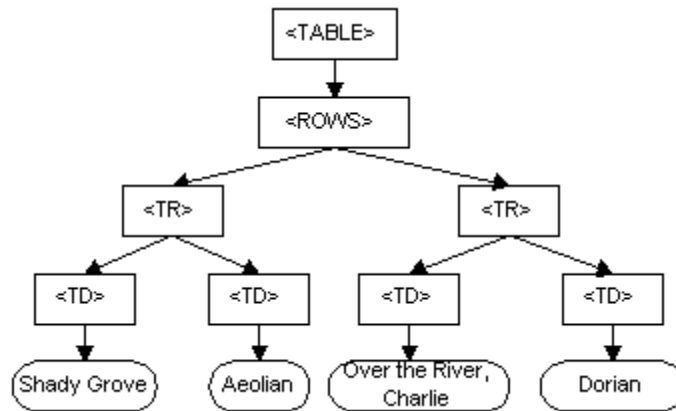 <TABLE>
<ROWS>
<TR> <TR>
<TD> <TD> <TD> <TD>
Shady Grove
Aeolian
Over the River,
Charlie
Dorian